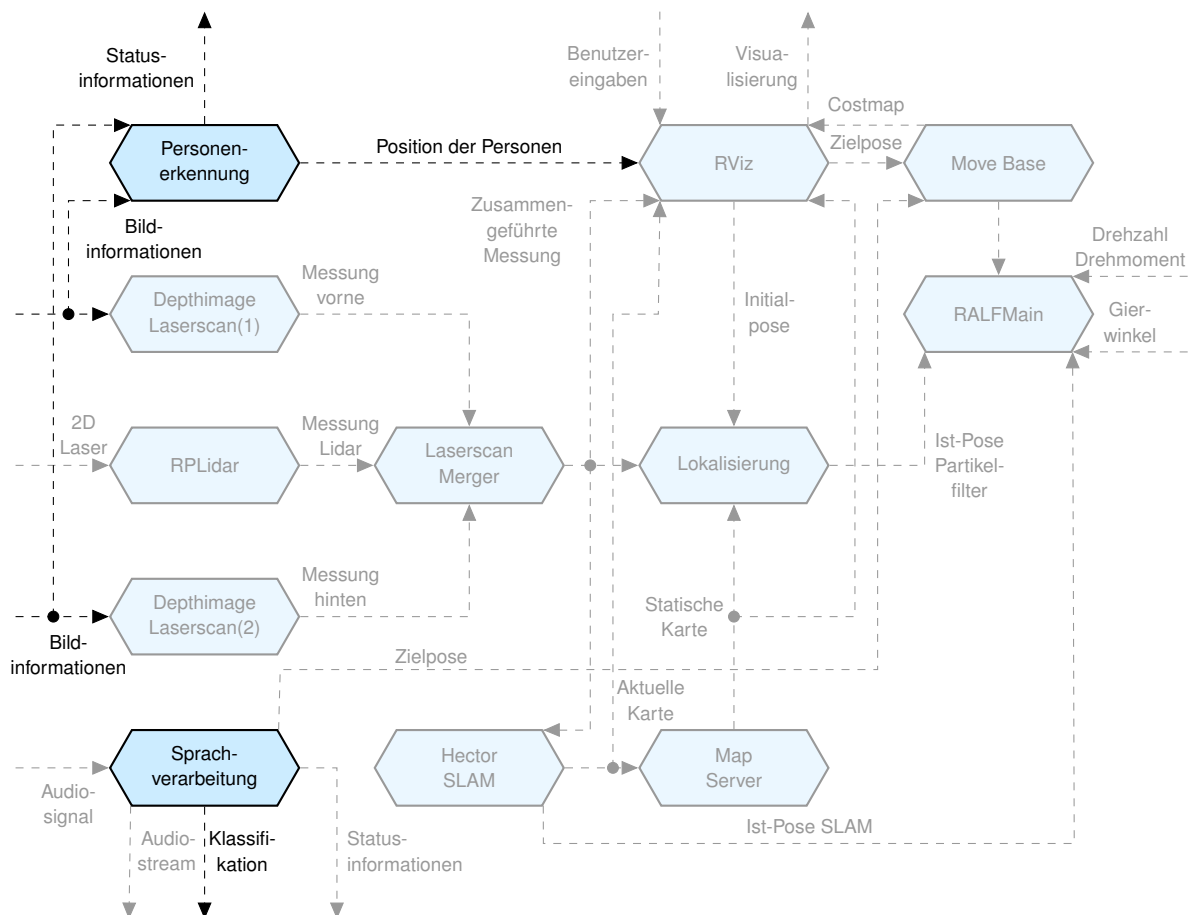 Status-
informationen
Benutzer-
eingaben
Visua-
lisierung
Costmap
Zielpose
Personen-
erkennung
Position der Personen
RViz
Move Base
Bild-
informationen
Zusammen-
geführte
Messung
Drehzahl
Drehmoment
Messung
vorne
Depthimage
Laserscan(1)
Initial-
pose
RALFMain
Gier-
winkel
2D
Laser
RPLidar
Messung
Lidar
Laserscan
Merger
Lokalisierung
Ist-Pose
Partikel-
filter
Depthimage
Laserscan(2)
Messung
hinten
Statische
Karte
Bild-
informationen
Zielpose
Aktuelle
Karte
Sprach-
verarbeitung
Hector
SLAM
Map
Server
Audio-
signal
Audio-
stream
Klassifi-
kation
Status-
informationen
Ist-Pose SLAM